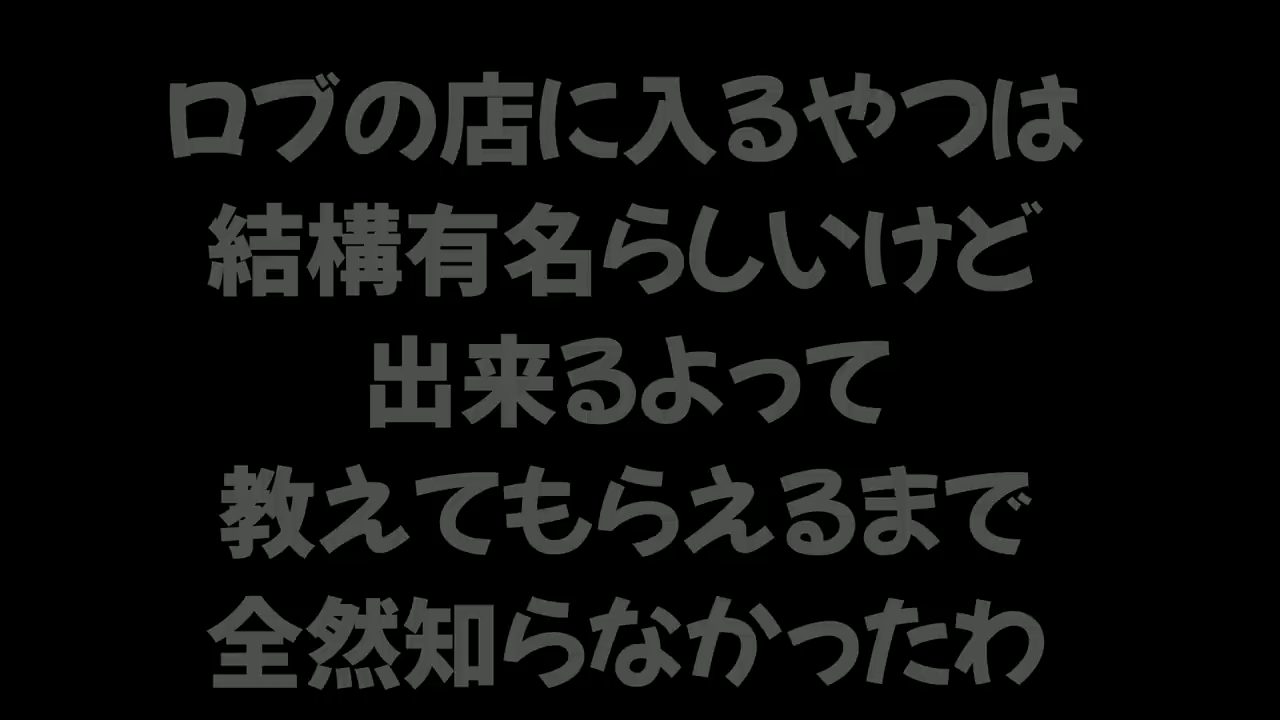 ロブの店に入るやつは
結構有名らしいけど
出来るよって
教えてもらえるまで
全然知らなかったわ